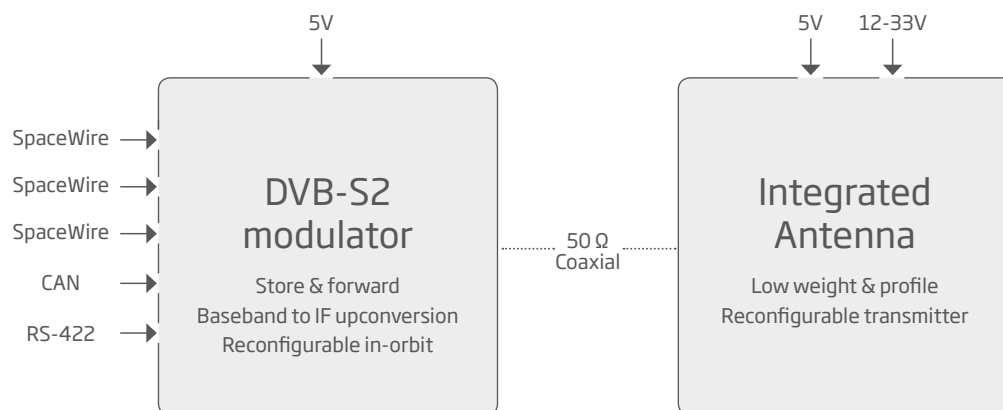 5V
5V
12-33V
SpaceWire
SpaceWire
SpaceWire
CAN
RS-422
DVB-S2
modulator
Store & forward
Baseband to IF upconversion
Reconfigurable in-orbit
50 Ω
Coaxial
Integrated
Antenna
Low weight & profile
Reconfigurable transmitter